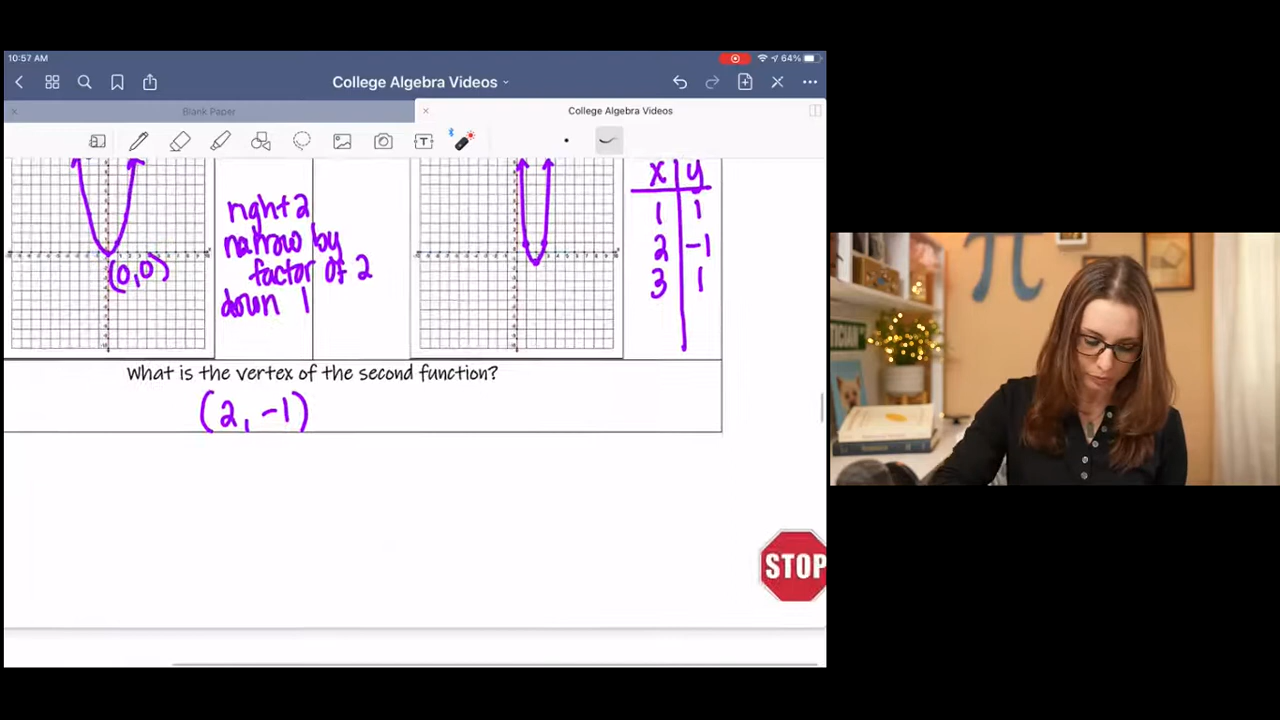 10:57 AM
64%
College Algebra Videos
Blank Paper
College Algebra Videos
T
x y
1 1
2 -1
3 1
right 2
narrow by
factor of 2
down 1
(0,0)
What is the vertex of the second function?
(2, -1)
STOP
TICIAN
π